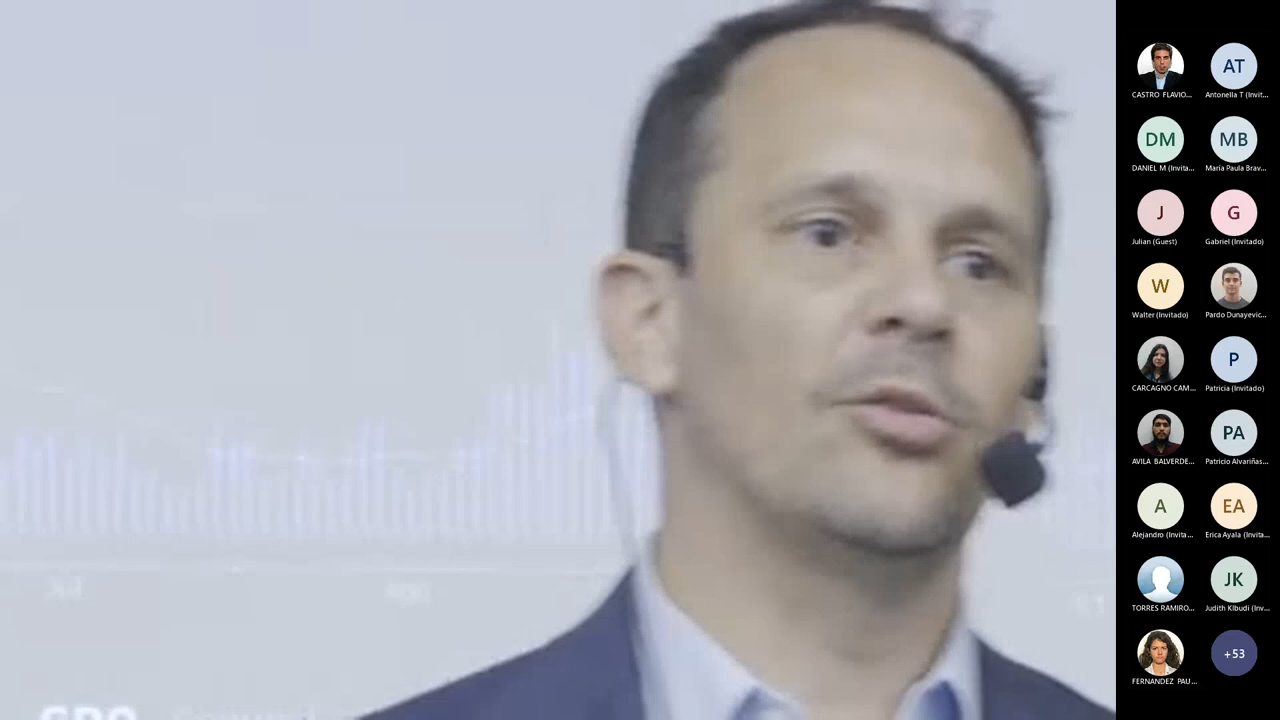 CASTRO FLAVIO...
AT
Antonella T (Invit...
DM
DANIEL M (Invita...
MB
María Paula Brav...
J
Julian (Guest)
G
Gabriel (Invitado)
W
Walter (Invitado)
Pardo Dunayevic...
CARCAGNO CAM...
P
Patricia (Invitado)
AVILA BALVERDE...
PA
Patricio Alvariñas...
A
Alejandro (Invita...
EA
Erica Ayala (Invita...
TORRES RAMIRO...
JK
Judith Klbudi (Inv...
FERNANDEZ PAU...
+53